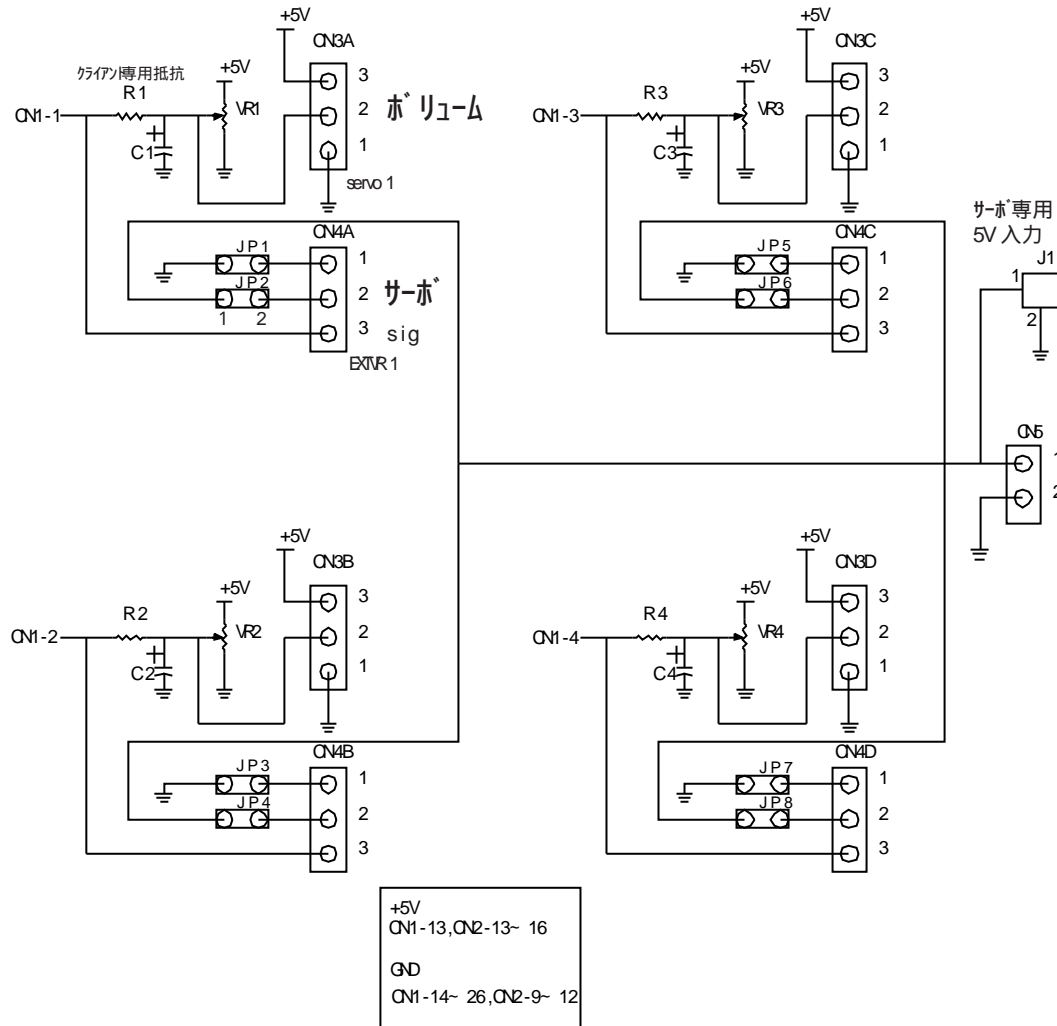 +5V
CN3A
クライアント専用抵抗
+5V
R1
VR1
CN1-1
C1
3
2
1
ボリューム
servo 1
CN4A
JP1
JP2
1 2
1
2
3
サーボ
sig
EXTVR 1
+5V
CN3C
+5V
R3
VR3
CN1-3
C3
3
2
1
CN4C
JP5
JP6
1
2
3
サーボ専用
5V 入力
J1
1
2
CN5
1
2
+5V
CN3B
+5V
R2
VR2
CN1-2
C2
3
2
1
CN4B
JP3
JP4
1
2
3
+5V
CN3D
+5V
R4
VR4
CN1-4
C4
3
2
1
CN4D
JP7
JP8
1
2
3
+5V
CN1-13,CN2-13~ 16
GND
CN1-14~ 26,CN2-9~ 12